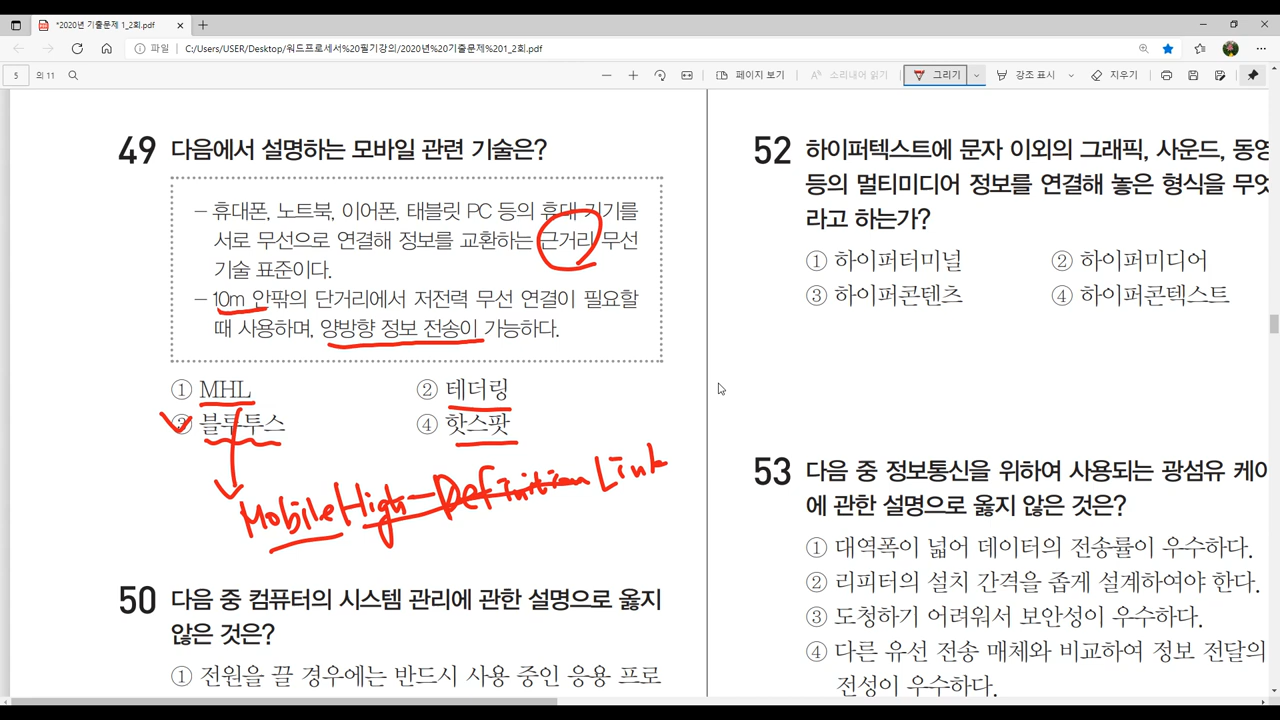 *2020년 기출문제 1_2회.pdf
파일 C:/Users/USER/Desktop/워드프로세서%20필기강의/2020년%20기출문제%201_2회.pdf
5 의 11 페이지 보기 소리내어 읽기 그리기 강조 표시 지우기
49 다음에서 설명하는 모바일 관련 기술은?
- 휴대폰, 노트북, 이어폰, 태블릿 PC 등의 휴대 기기를
서로 무선으로 연결해 정보를 교환하는 근거리 무선
기술 표준이다.
- 10m 안팎의 단거리에서 저전력 무선 연결이 필요할
때 사용하며, 양방향 정보 전송이 가능하다.
① MHL ② 테더링
③ 블루투스 ④ 핫스팟
Mobile High-Definition Link
50 다음 중 컴퓨터의 시스템 관리에 관한 설명으로 옳지
않은 것은?
① 전원을 끌 경우에는 반드시 사용 중인 응용 프로
52 하이퍼텍스트에 문자 이외의 그래픽, 사운드, 동영
등의 멀티미디어 정보를 연결해 놓은 형식을 무엇
라고 하는가?
① 하이퍼터미널 ② 하이퍼미디어
③ 하이퍼콘텐츠 ④ 하이퍼콘텍스트
53 다음 중 정보통신을 위하여 사용되는 광섬유 케이
에 관한 설명으로 옳지 않은 것은?
① 대역폭이 넓어 데이터의 전송률이 우수하다.
② 리피터의 설치 간격을 좁게 설계하여야 한다.
③ 도청하기 어려워서 보안성이 우수하다.
④ 다른 유선 전송 매체와 비교하여 정보 전달의
전성이 우수하다.